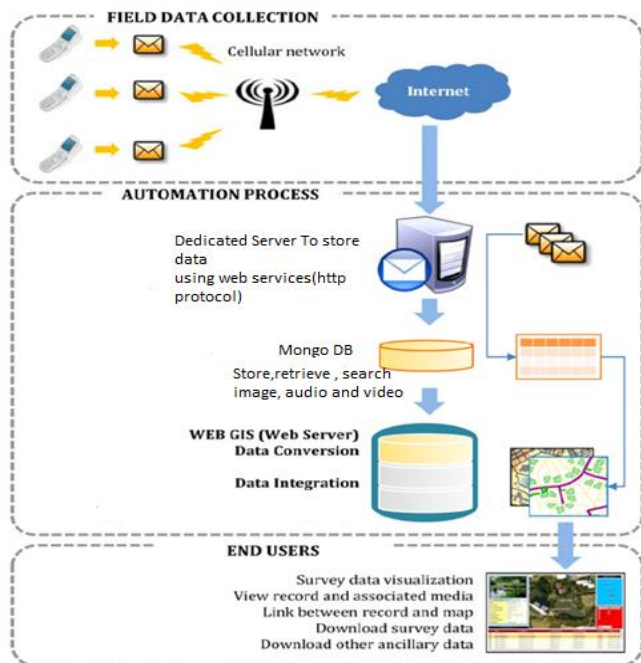 FIELD DATA COLLECTION
Cellular network
Internet
AUTOMATION PROCESS
Dedicated Server To store
data
using web services(http
protocol)
Mongo DB
Store,retrieve , search
image, audio and video
WEB GIS (Web Server)
Data Conversion
Data Integration
END USERS
Survey data visualization
View record and associated media
Link between record and map
Download survey data
Download other ancillary data